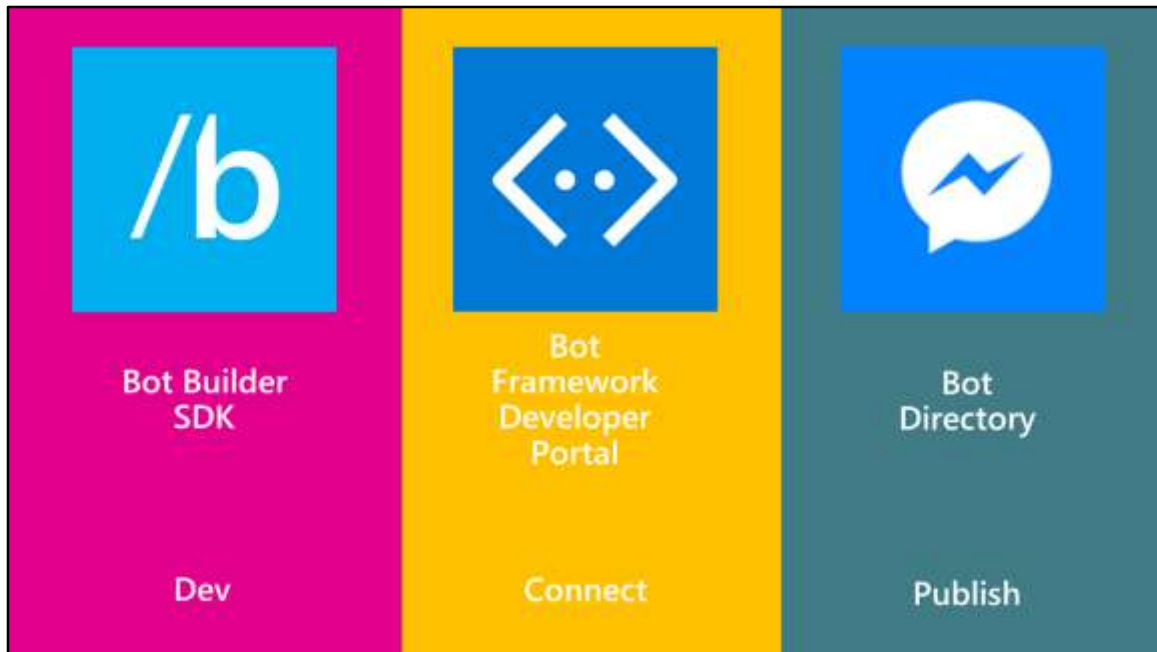 /b
Bot Builder
SDK
Dev
Bot
Framework
Developer
Portal
Connect
Bot
Directory
Publish